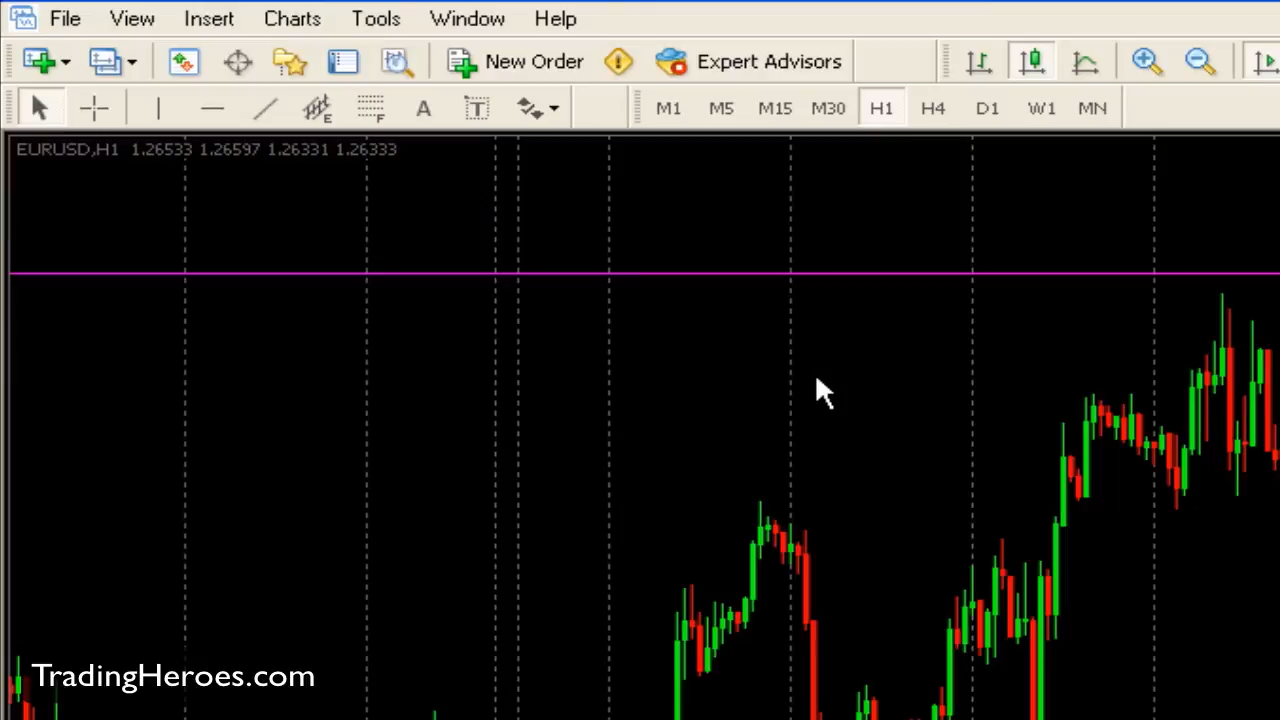 File View Insert Charts Tools Window Help
New Order Expert Advisors
E F A T M1 M5 M15 M30 H1 H4 D1 W1 MN
EURUSD,H1 1.26533 1.26597 1.26331 1.26333
TradingHeroes.com